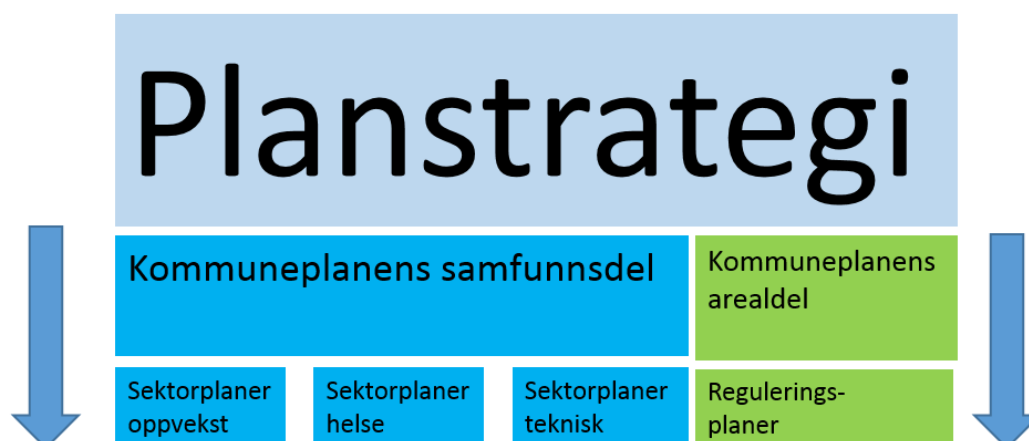 Planstrategi
Kommuneplanens samfunnsdel
Kommuneplanens
arealdel
Sektorplaner
oppvekst
Sektorplaner
helse
Sektorplaner
teknisk
Regulerings-
planer